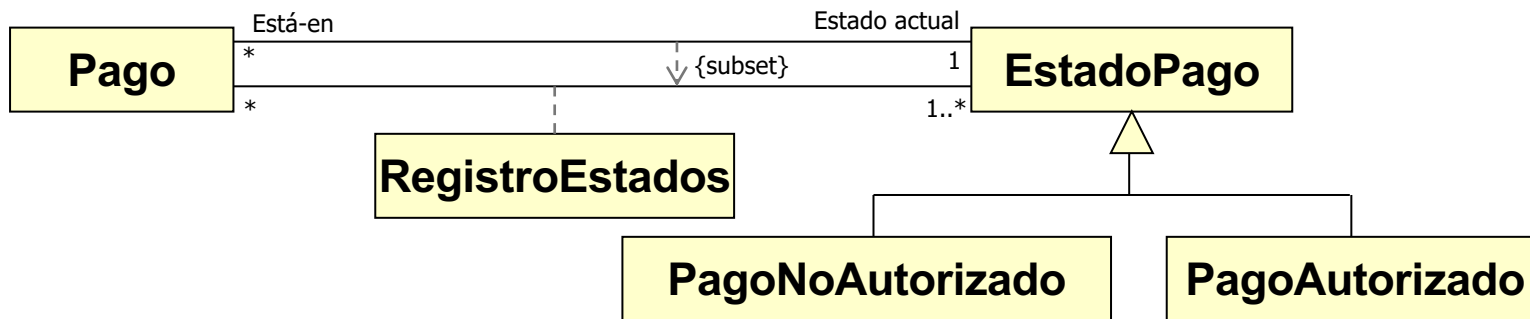 Está-en
Estado actual
*
1
{subset}
Pago
EstadoPago
*
1..*
RegistroEstados
PagoNoAutorizado
PagoAutorizado